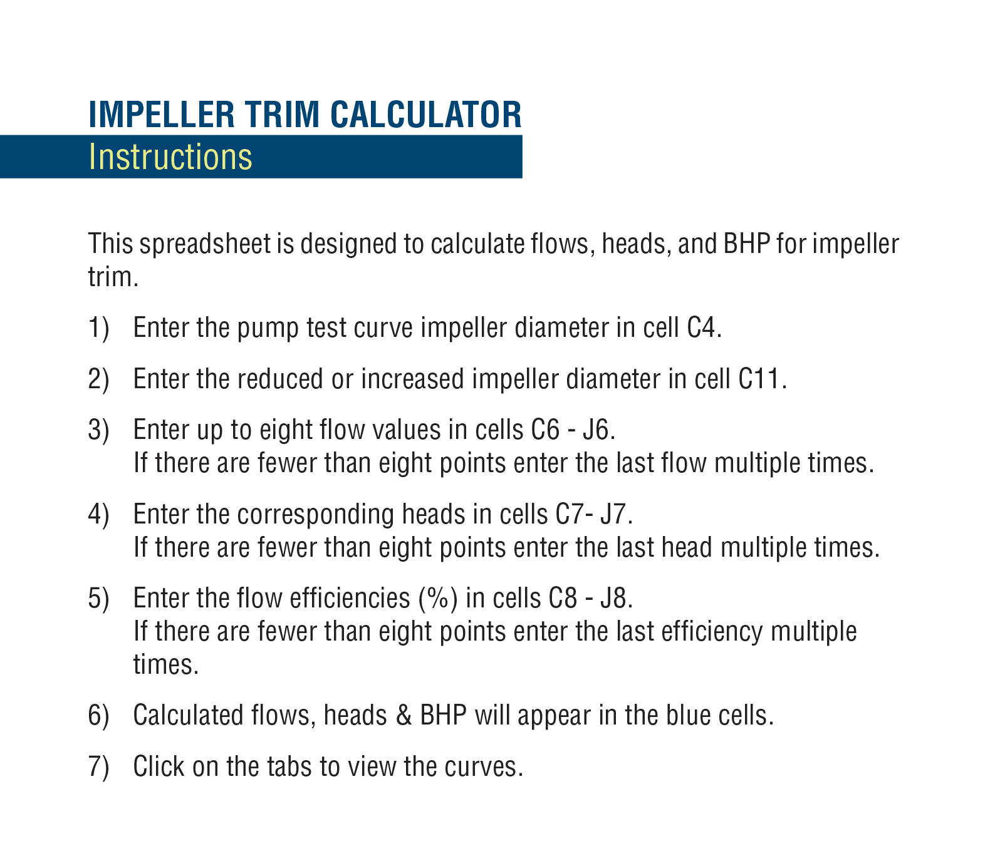 IMPELLER TRIM CALCULATOR
Instructions
This spreadsheet is designed to calculate flows, heads, and BHP for impeller
trim.
1) Enter the pump test curve impeller diameter in cell C4.
2) Enter the reduced or increased impeller diameter in cell C11.
3) Enter up to eight flow values in cells C6 - J6.
If there are fewer than eight points enter the last flow multiple times.
4) Enter the corresponding heads in cells C7- J7.
If there are fewer than eight points enter the last head multiple times.
5) Enter the flow efficiencies (%) in cells C8 - J8.
If there are fewer than eight points enter the last efficiency multiple
times.
6) Calculated flows, heads & BHP will appear in the blue cells.
7) Click on the tabs to view the curves.